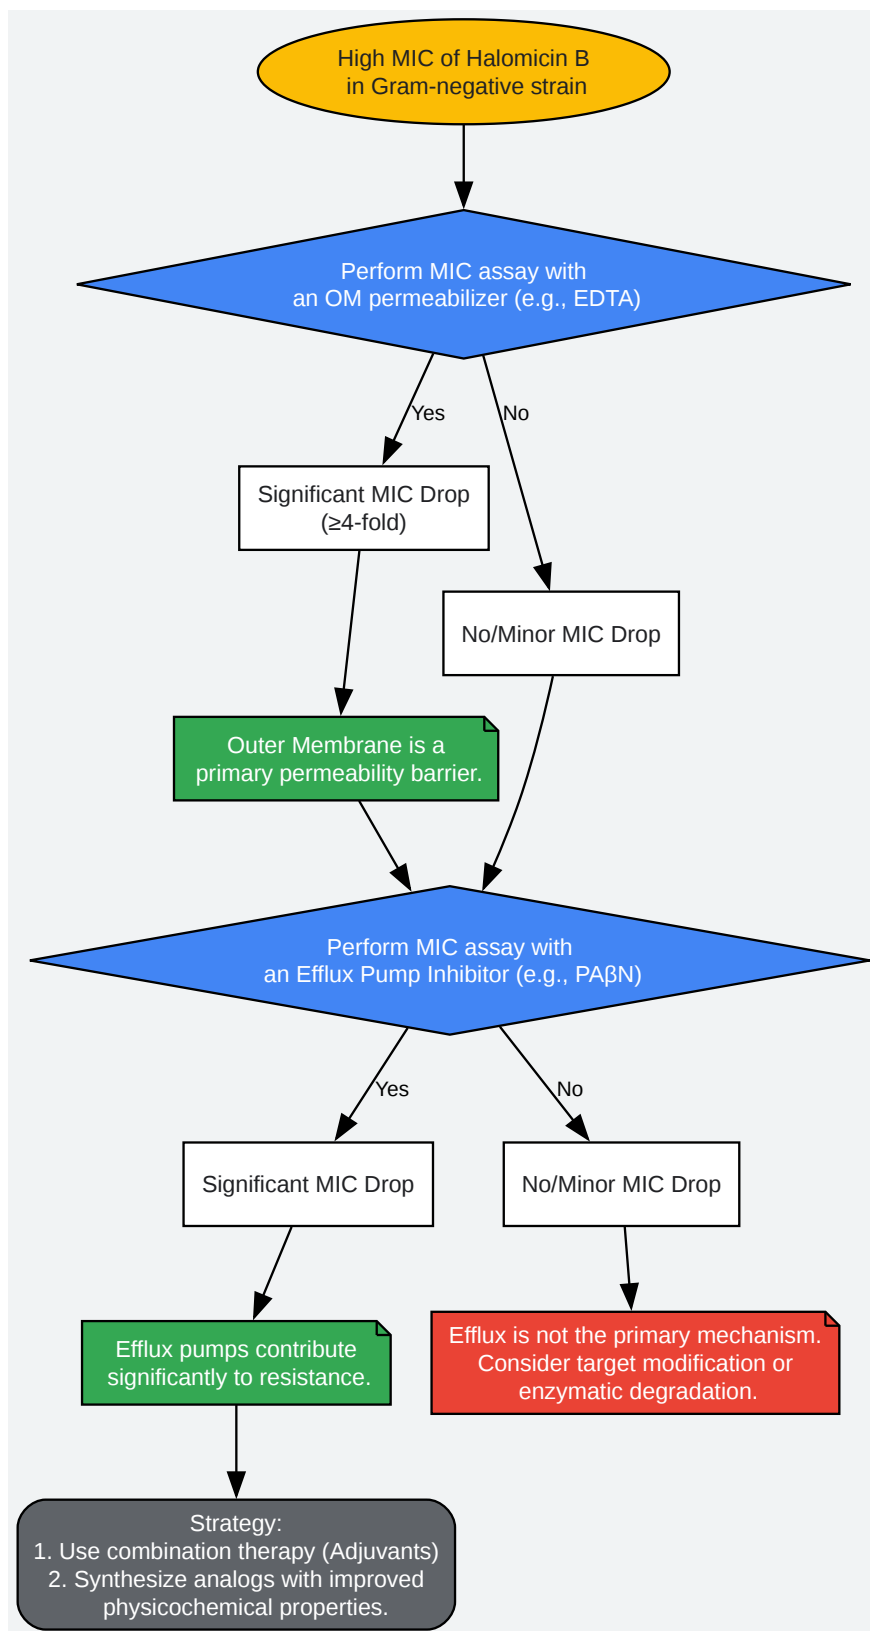 High MIC of Halomicin B
in Gram-negative strain
Perform MIC assay with
an OM permeabilizer (e.g., EDTA)
Yes
No
Significant MIC Drop
(≥4-fold)
No/Minor MIC Drop
Outer Membrane is a
primary permeability barrier.
Perform MIC assay with
an Efflux Pump Inhibitor (e.g., PAβN)
Yes
No
Significant MIC Drop
No/Minor MIC Drop
Efflux pumps contribute
significantly to resistance.
Efflux is not the primary mechanism.
Consider target modification or
enzymatic degradation.
Strategy:
1. Use combination therapy (Adjuvants)
2. Synthesize analogs with improved
physicochemical properties.